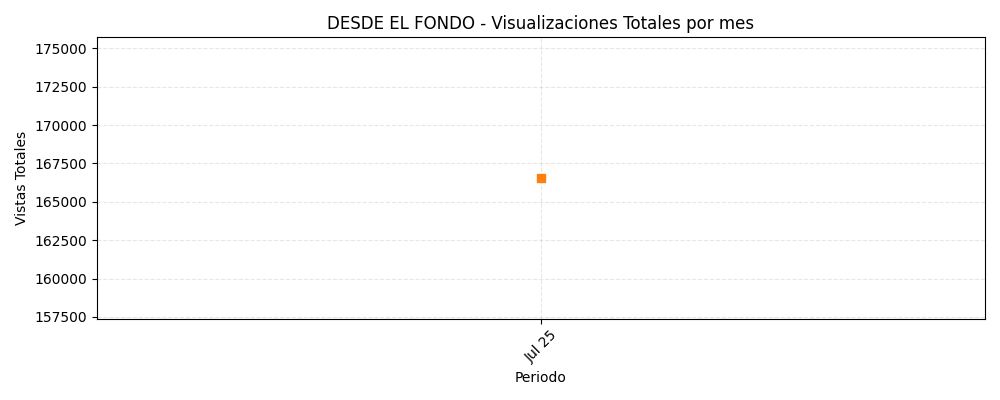 DESDE EL FONDO - Visualizaciones Totales por mes
175000
172500
170000
167500
165000
162500
160000
157500
Vistas Totales
Jul 25
Periodo